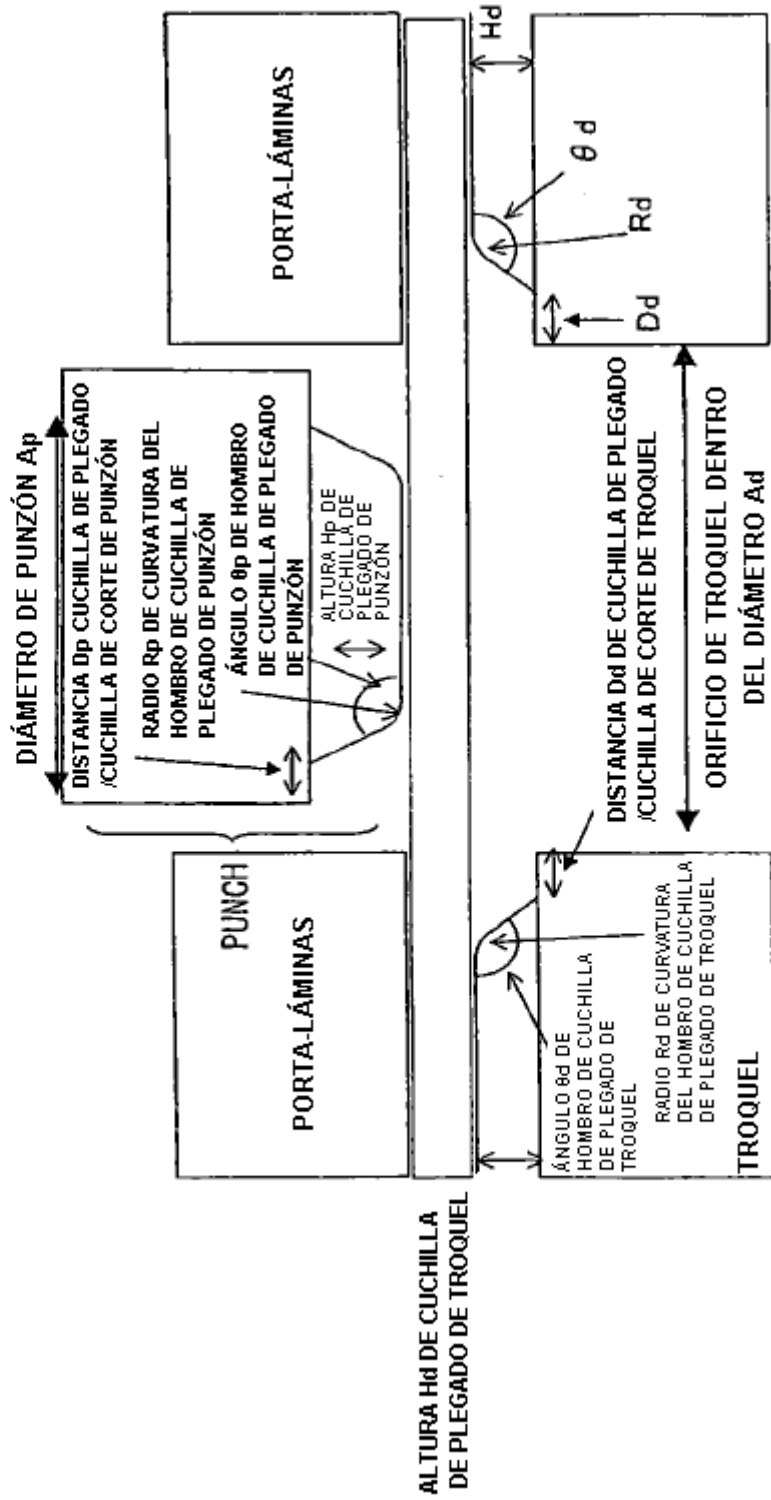 DIÁMETRO DE PUNZÓN Ap
DISTANCIA Dp CUCHILLA DE PLEGADO
/CUCHILLA DE CORTE DE PUNZÓN
RADIO Rp DE CURVATURA DEL
HOMBRO DE CUCHILLA DE
PLEGADO DE PUNZÓN
ÁNGULO θp DE HOMBRO
DE CUCHILLA DE PLEGADO
DE PUNZÓN
ALTURA Hp DE
CUCHILLA DE
PLEGADO DE
PUNZÓN
PUNCH
PORTA-LÁMINAS
PORTA-LÁMINAS
ALTURA Hd DE CUCHILLA
DE PLEGADO DE TROQUEL
Hd
θd
Rd
Dd
ÁNGULO θd DE
HOMBRO DE CUCHILLA
DE PLEGADO DE
TROQUEL
RADIO Rd DE CURVATURA
DEL HOMBRO DE CUCHILLA
DE PLEGADO DE TROQUEL
TROQUEL
DISTANCIA Dd DE CUCHILLA DE PLEGADO
/CUCHILLA DE CORTE DE TROQUEL
ORIFICIO DE TROQUEL DENTRO
DEL DIÁMETRO Ad